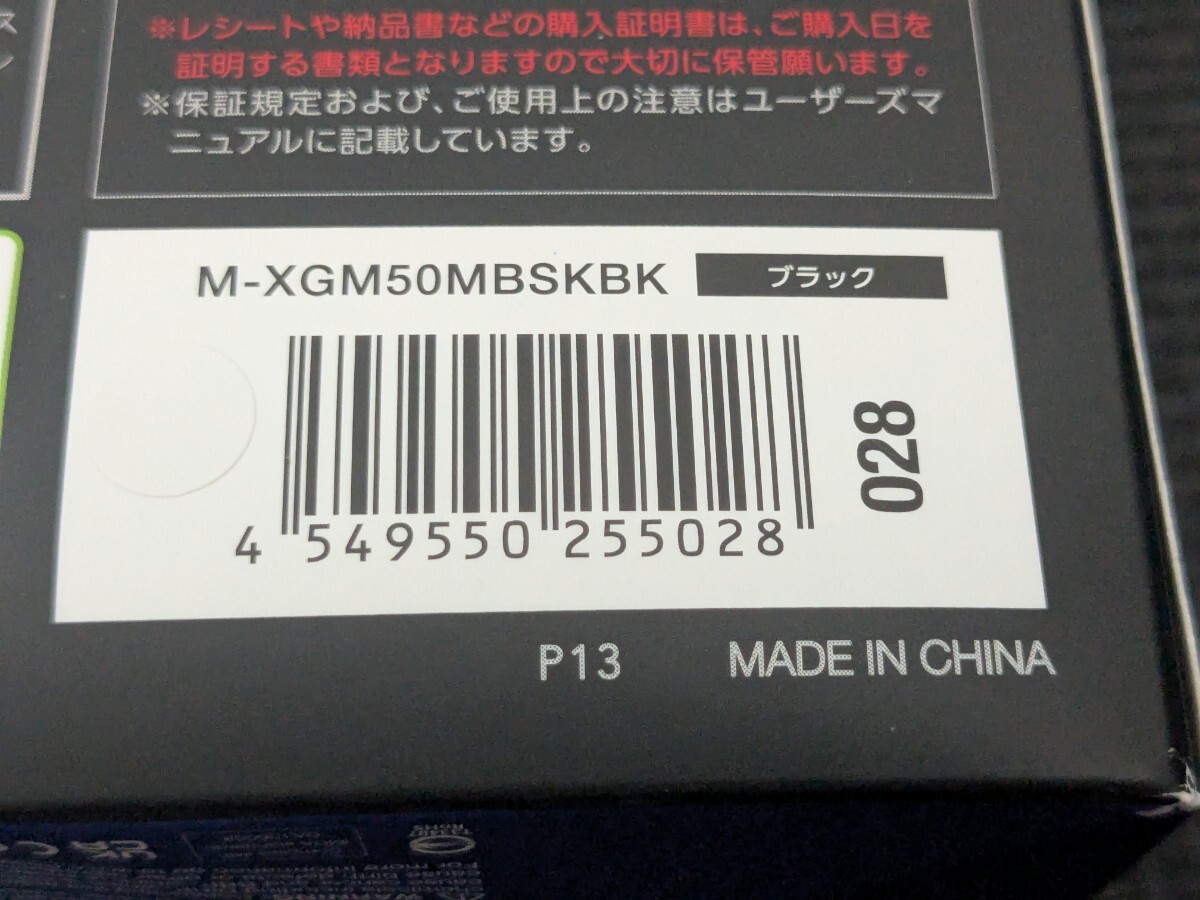 ス
※レシートや納品書などの購入証明書は、ご購入日を
証明する書類となりますので大切に保管願います。
※保証規定および、ご使用上の注意はユーザーズマ
ニュアルに記載しています。
M-XGM50MBSKBK ブラック
028
4 549550 255028
P13 MADE IN CHINA